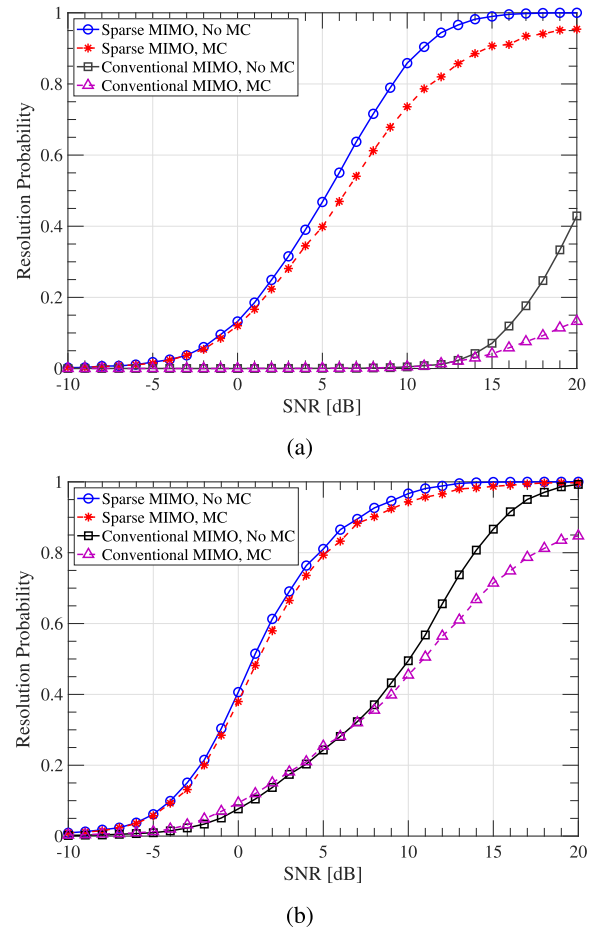 1
0.8
0.6
0.4
0.2
0
Resolution Probability
Sparse MIMO, No MC
Sparse MIMO, MC
Conventional MIMO, No MC
Conventional MIMO, MC
-10 -5 0 5 10 15 20
SNR [dB]
(a)
1
0.8
0.6
0.4
0.2
0
Resolution Probability
Sparse MIMO, No MC
Sparse MIMO, MC
Conventional MIMO, No MC
Conventional MIMO, MC
-10 -5 0 5 10 15 20
SNR [dB]
(b)